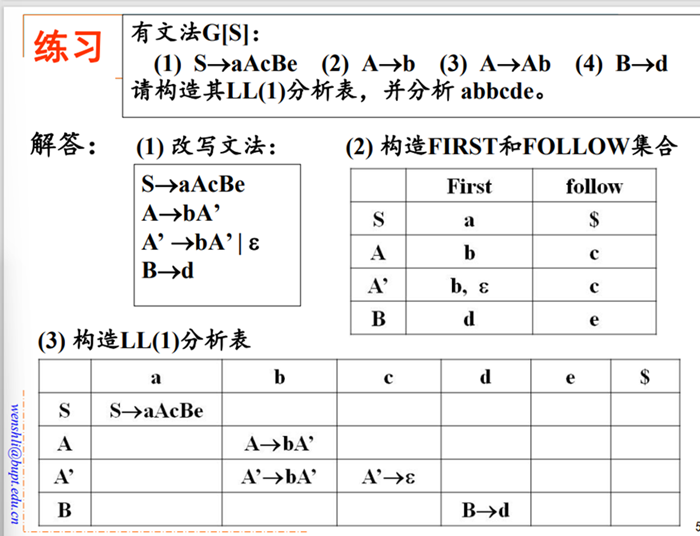 练习
有文法G[S]：
(1) S→aAcBe (2) A→b (3) A→Ab (4) B→d
请构造其LL(1)分析表，并分析 abbcde。
解答： (1) 改写文法： (2) 构造FIRST和FOLLOW集合
S→aAcBe
A→bA’
A’ →bA’ | ε
B→d
First follow
S a $
A b c
A’ b, ε c
B d e
(3) 构造LL(1)分析表
a b c d e $
S S→aAcBe
A A→bA’
A’ A’→bA’ A’→ε
B B→d
wenshli@bupt.edu.cn
5